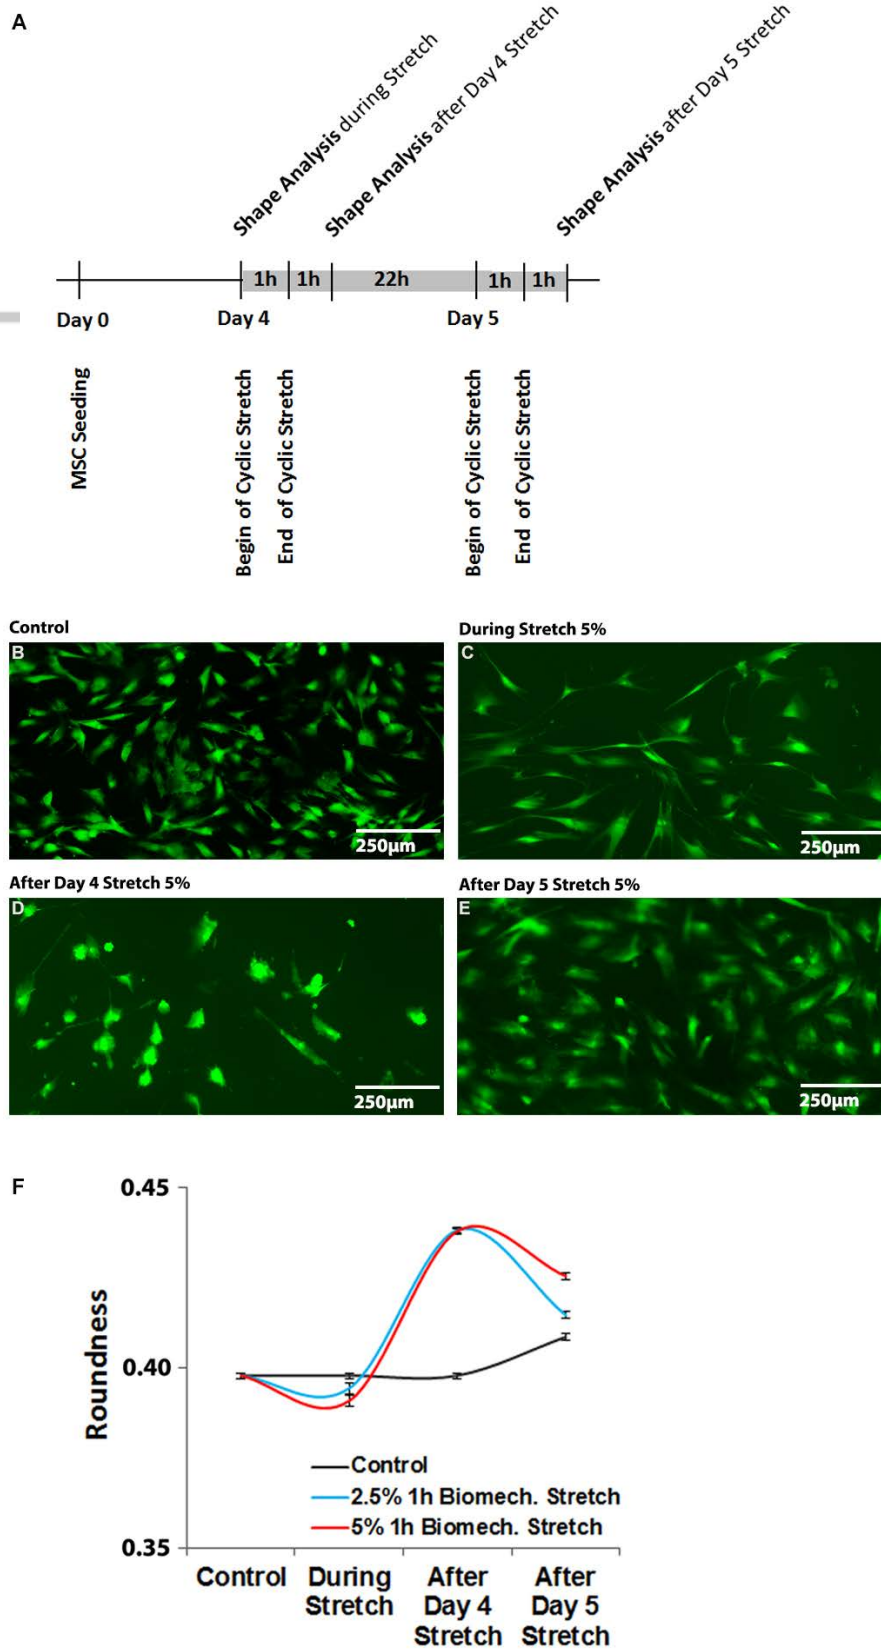 A
Shape Analysis during Stretch
Shape Analysis after Day 4 Stretch
Shape Analysis after Day 5 Stretch
1h 1h 22h 1h 1h
Day 0 Day 4 Day 5
MSC Seeding
Begin of Cyclic Stretch
End of Cyclic Stretch
Begin of Cyclic Stretch
End of Cyclic Stretch
Control
B
250µm
During Stretch 5%
C
250µm
After Day 4 Stretch 5%
D
250µm
After Day 5 Stretch 5%
E
250µm
F
Roundness
0.45
0.40
0.35
Control
2.5% 1h Biomech. Stretch
5% 1h Biomech. Stretch
Control
During
Stretch
After
Day 4
Stretch
After
Day 5
Stretch